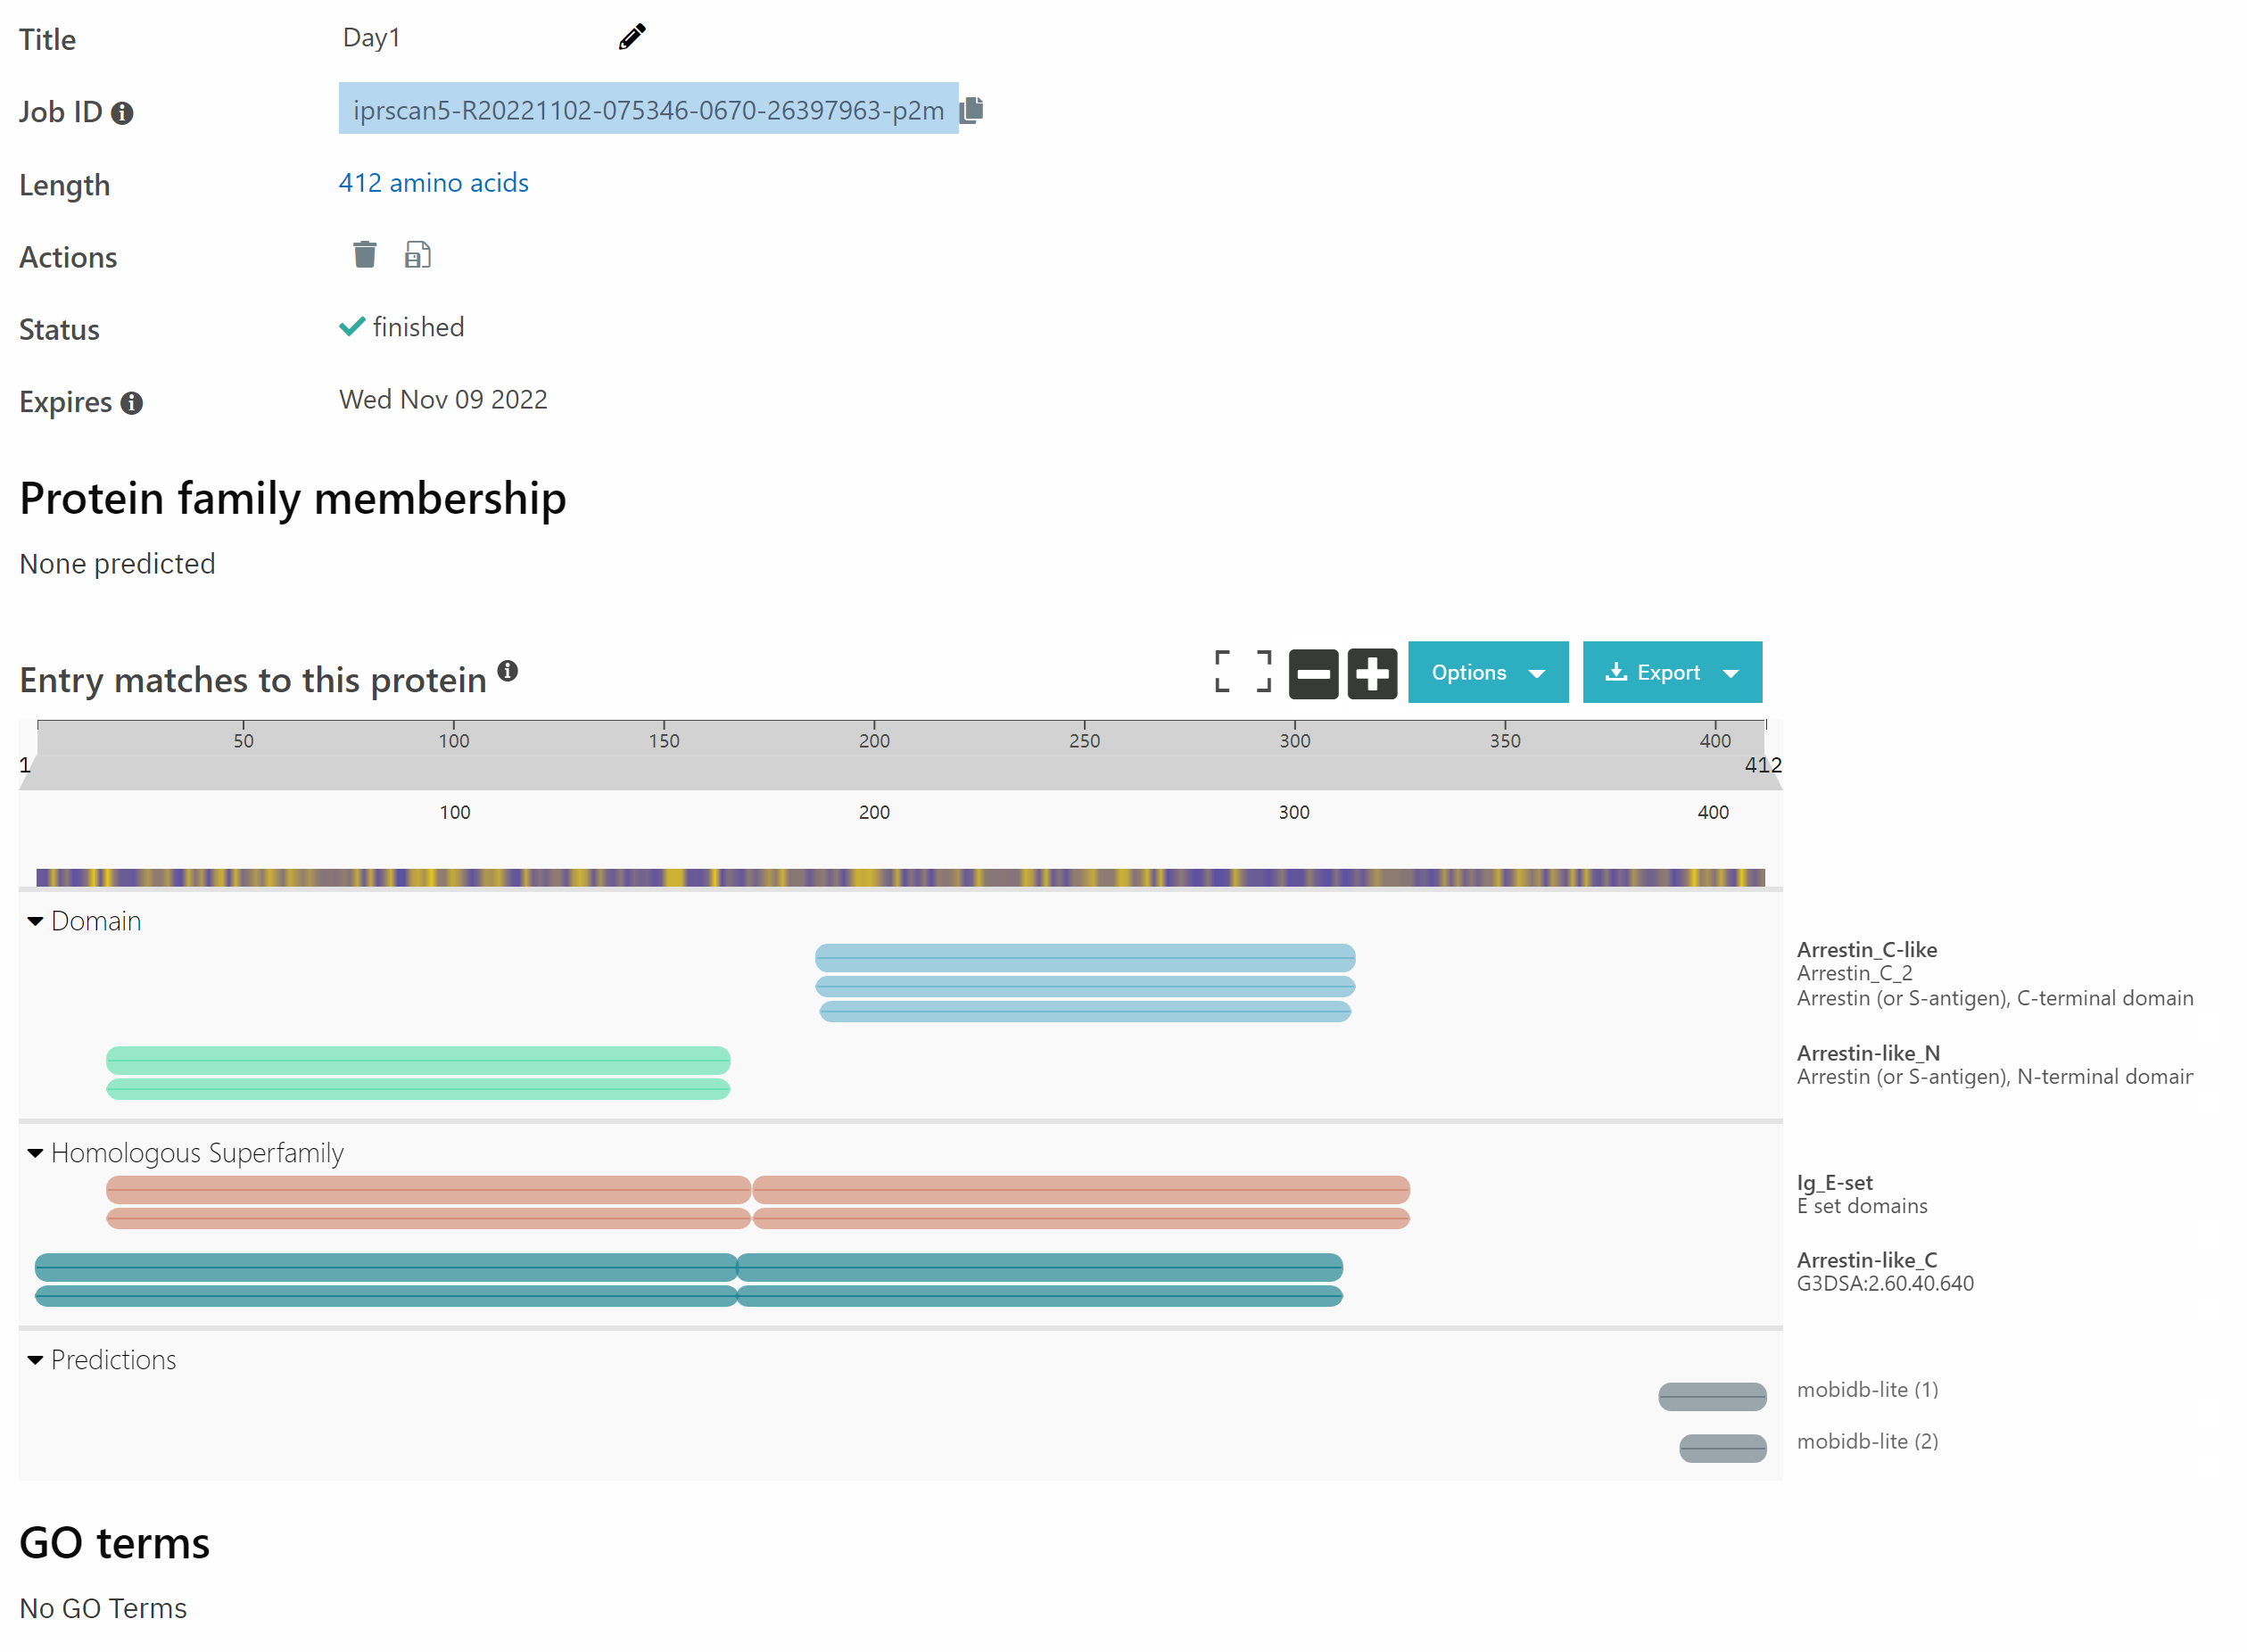 Title Day1
Job ID iprscan5-R20221102-075346-0670-26397963-p2m
Length 412 amino acids
Actions
Status finished
Expires Wed Nov 09 2022
Protein family membership
None predicted
Entry matches to this protein
Options Export
50 100 150 200 250 300 350 400
1 412
100 200 300 400
Domain
Arrestin_C-like
Arrestin_C_2
Arrestin (or S-antigen), C-terminal domain
Arrestin-like_N
Arrestin (or S-antigen), N-terminal domain
Homologous Superfamily
Ig_E-set
E set domains
Arrestin-like_C
G3DSA:2.60.40.640
Predictions
mobidb-lite (1)
mobidb-lite (2)
GO terms
No GO Terms